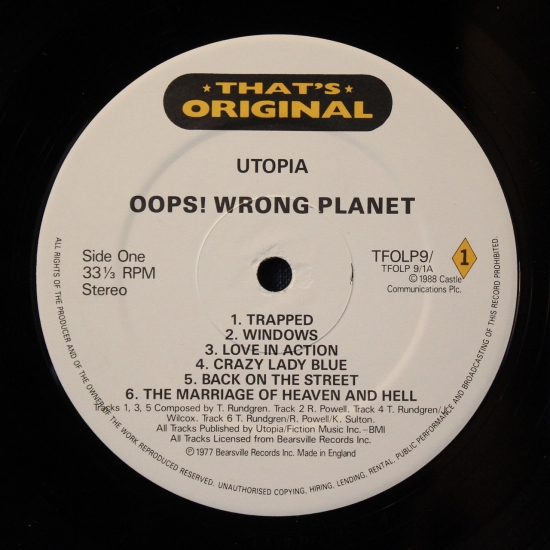 THAT'S
ORIGINAL
UTOPIA
OOPS! WRONG PLANET
Side One
33⅓ RPM
Stereo
TFOLP9/
1
TFOLP 9/1A
© 1988 Castle
Communications Plc.
1. TRAPPED
2. WINDOWS
3. LOVE IN ACTION
4. CRAZY LADY BLUE
5. BACK ON THE STREET
6. THE MARRIAGE OF HEAVEN AND HELL
Tracks 1, 3, 5 Composed by T. Rundgren. Track 2 R. Powell. Track 4 T. Rundgren/
Wilcox. Track 6 T. Rundgren/R. Powell/K. Sulton.
All Tracks Published by Utopia/Fiction Music Inc.–BMI
All Tracks Licensed from Bearsville Records Inc.
℗ 1977 Bearsville Records Inc. Made in England
ALL RIGHTS OF THE PRODUCER AND OF THE OWNER OF THE WORK REPRODUCED RESERVED. UNAUTHORISED COPYING, HIRING, LENDING, RENTAL, PUBLIC PERFORMANCE AND BROADCASTING OF THIS RECORD PROHIBITED.